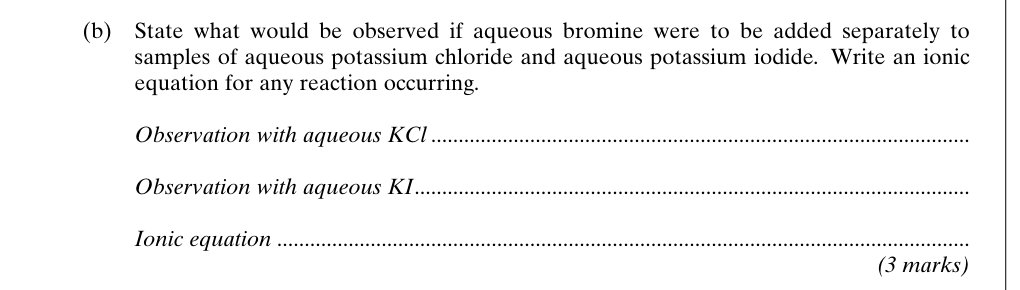 (b) State what would be observed if aqueous bromine were to be added separately to
samples of aqueous potassium chloride and aqueous potassium iodide. Write an ionic
equation for any reaction occurring.
Observation with aqueous KCl ..........................................................................................
Observation with aqueous KI..........................................................................................
Ionic equation ..........................................................................................
(3 marks)